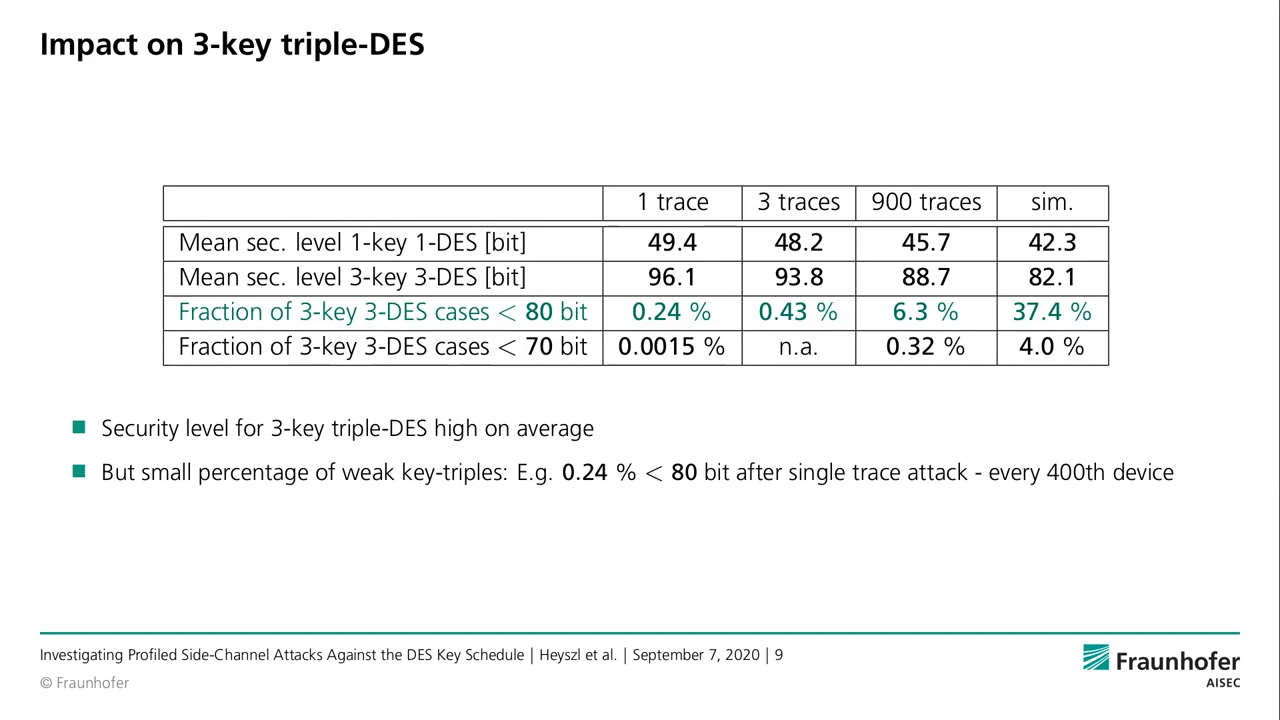 Impact on 3-key triple-DES
1 trace 3 traces 900 traces sim.
Mean sec. level 1-key 1-DES [bit] 49.4 48.2 45.7 42.3
Mean sec. level 3-key 3-DES [bit] 96.1 93.8 88.7 82.1
Fraction of 3-key 3-DES cases < 80 bit 0.24 % 0.43 % 6.3 % 37.4 %
Fraction of 3-key 3-DES cases < 70 bit 0.0015 % n.a. 0.32 % 4.0 %
Security level for 3-key triple-DES high on average
But small percentage of weak key-triples: E.g. 0.24 % < 80 bit after single trace attack - every 400th device
Investigating Profiled Side-Channel Attacks Against the DES Key Schedule | Heyszl et al. | September 7, 2020 | 9
© Fraunhofer
Fraunhofer
AISEC